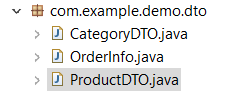 com.example.demo.dto
CategoryDTO.java
OrderInfo.java
ProductDTO.java